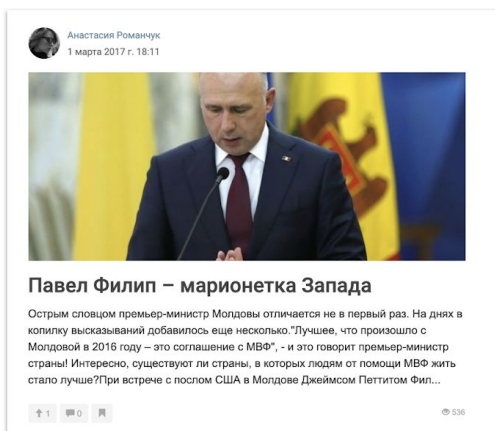 Анастасия Романчук
1 марта 2017 г. 18:11
Павел Филип – марионетка Запада
Острым словцом премьер-министр Молдовы отличается не в первый раз. На днях в
копилку высказываний добавилось еще несколько."Лучшее, что произошло с
Молдовой в 2016 году – это соглашение с МВФ", - и это говорит премьер-министр
страны! Интересно, существуют ли страны, в которых людям от помощи МВФ жить
стало лучше?При встрече с послом США в Молдове Джеймсом Петтитом Фил...
1
0
536